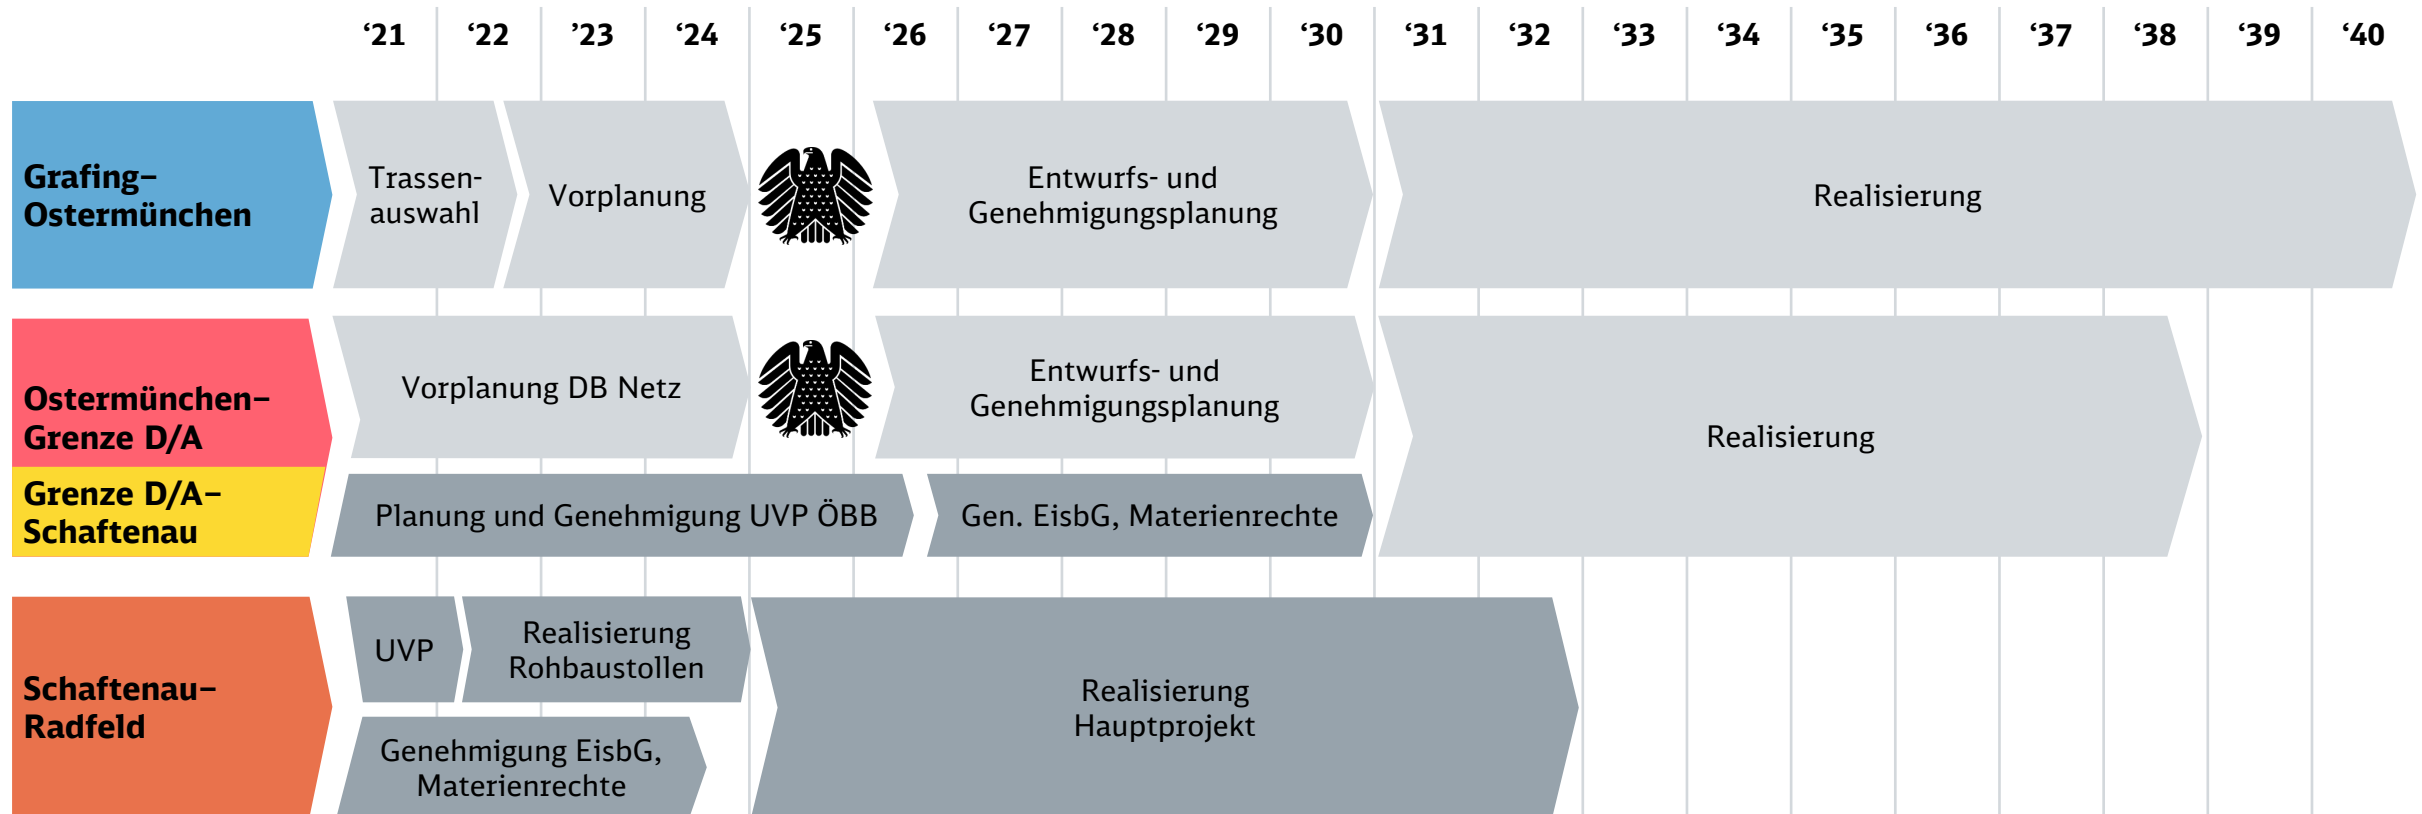 ‘21 ‘22 ’23 ‘24 ‘25 ‘26 ‘27 ‘28 ‘29 ‘30 ‘31 ‘32 ‘33 ‘34 ‘35 ‘36 ‘37 ‘38 ‘39 ‘40
Grafing–
Ostermünchen
Trassen-
auswahl
Vorplanung
Entwurfs- und
Genehmigungsplanung
Realisierung
Ostermünchen–
Grenze D/A
Vorplanung DB Netz
Entwurfs- und
Genehmigungsplanung
Realisierung
Grenze D/A–
Schaftenau
Planung und Genehmigung UVP ÖBB
Gen. EisbG, Materienrechte
Schaftenau–
Radfeld
UVP
Realisierung
Rohbaustollen
Genehmigung EisbG,
Materienrechte
Realisierung
Hauptprojekt